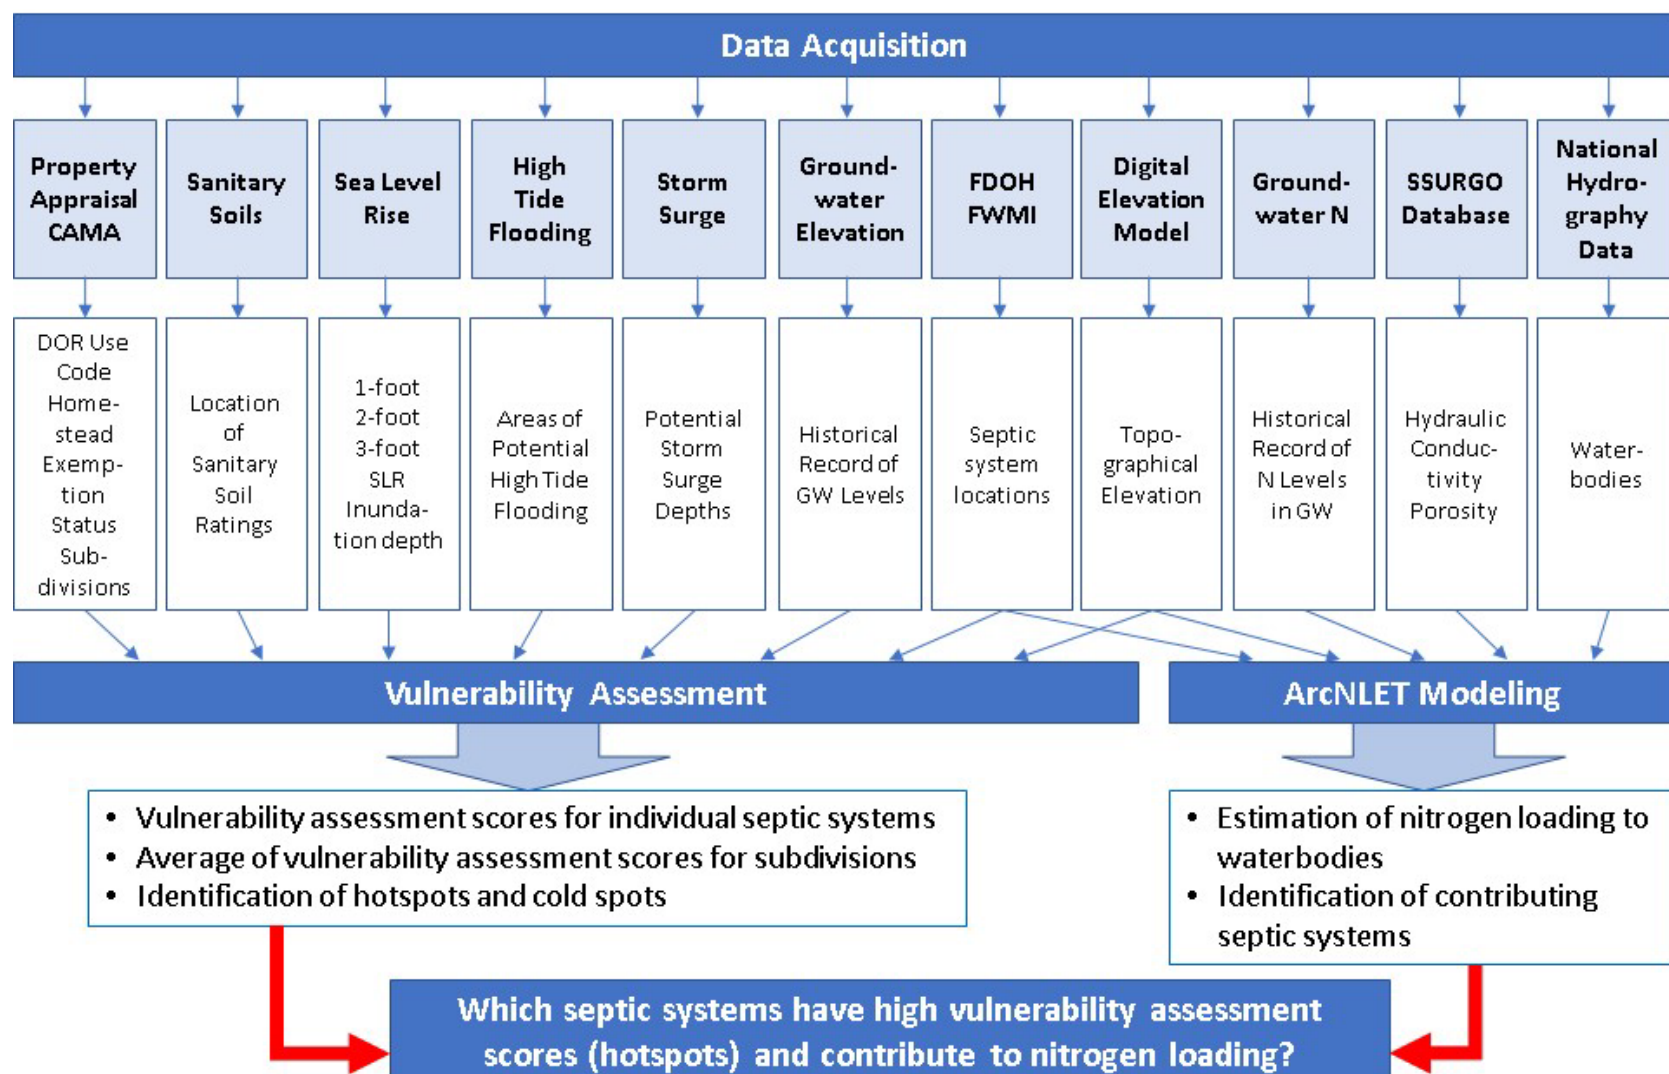 Data Acquisition
Property
Appraisal
CAMA
Sanitary
Soils
Sea Level
Rise
High
Tide
Flooding
Storm
Surge
Ground-
water
Elevation
FDOH
FWMI
Digital
Elevation
Model
Ground-
water N
SSURGO
Database
National
Hydro-
graphy
Data
DOR Use
Code
Home-
stead
Exemp-
tion
Status
Sub-
divisions
Location
of
Sanitary
Soil
Ratings
1-foot
2-foot
3-foot
SLR
Inunda-
tion depth
Areas of
Potential
High Tide
Flooding
Potential
Storm
Surge
Depths
Historical
Record of
GW Levels
Septic
system
locations
Topo-
graphical
Elevation
Historical
Record of
N Levels
in GW
Hydraulic
Conduc-
tivity
Porosity
Water-
bodies
Vulnerability Assessment
ArcNLET Modeling
• Vulnerability assessment scores for individual septic systems
• Average of vulnerability assessment scores for subdivisions
• Identification of hotspots and cold spots
• Estimation of nitrogen loading to
waterbodies
• Identification of contributing
septic systems
Which septic systems have high vulnerability assessment
scores (hotspots) and contribute to nitrogen loading?